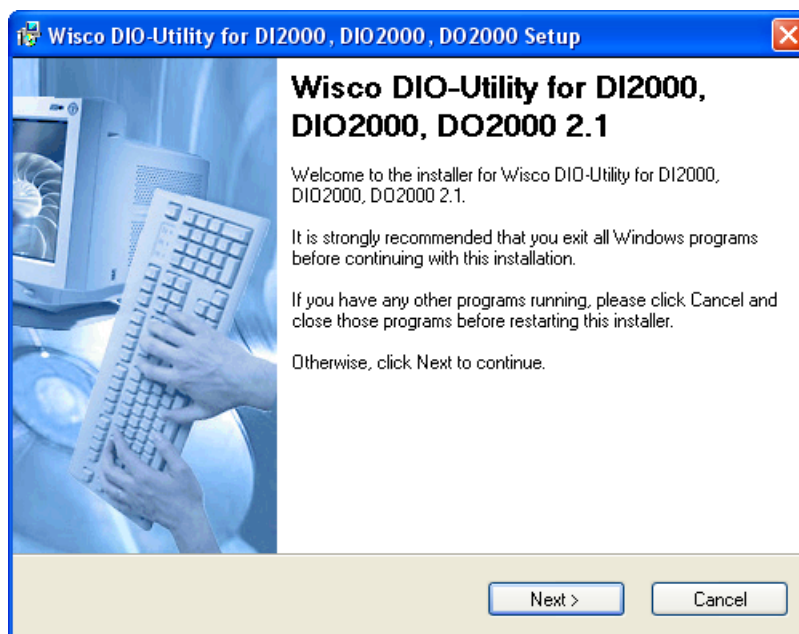 Wisco DIO-Utility for DI2000, DIO2000, DO2000 Setup
Wisco DIO-Utility for DI2000,
DIO2000, DO2000 2.1
Welcome to the installer for Wisco DIO-Utility for DI2000,
DIO2000, DO2000 2.1.
It is strongly recommended that you exit all Windows programs
before continuing with this installation.
If you have any other programs running, please click Cancel and
close those programs before restarting this installer.
Otherwise, click Next to continue.
Next >
Cancel